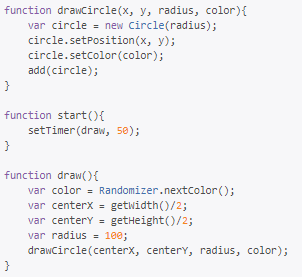 function drawCircle(x, y, radius, color){
    var circle = new Circle(radius);
    circle.setPosition(x, y);
    circle.setColor(color);
    add(circle);
}

function start(){
    setTimer(draw, 50);
}

function draw(){
    var color = Randomizer.nextColor();
    var centerX = getWidth()/2;
    var centerY = getHeight()/2;
    var radius = 100;
    drawCircle(centerX, centerY, radius, color);
}